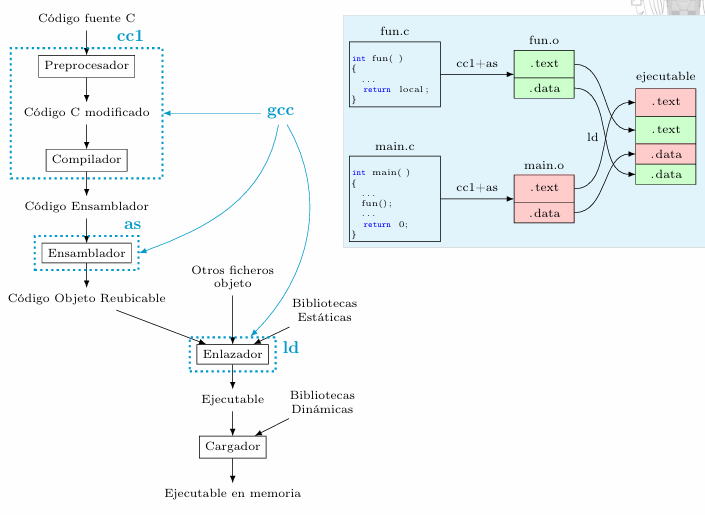 Código fuente C
cc1
Preprocesador
Código C modificado
gcc
Compilador
Código Ensamblador
as
Ensamblador
Código Objeto Reubicable
Otros ficheros
objeto
Bibliotecas
Estáticas
Enlazador
ld
Ejecutable
Bibliotecas
Dinámicas
Cargador
Ejecutable en memoria
fun.c
int fun( )
{
...
return local;
}
cc1+as
fun.o
.text
.data
main.c
int main( )
{
...
fun();
...
return 0;
}
cc1+as
main.o
.text
.data
ld
ejecutable
.text
.text
.data
.data